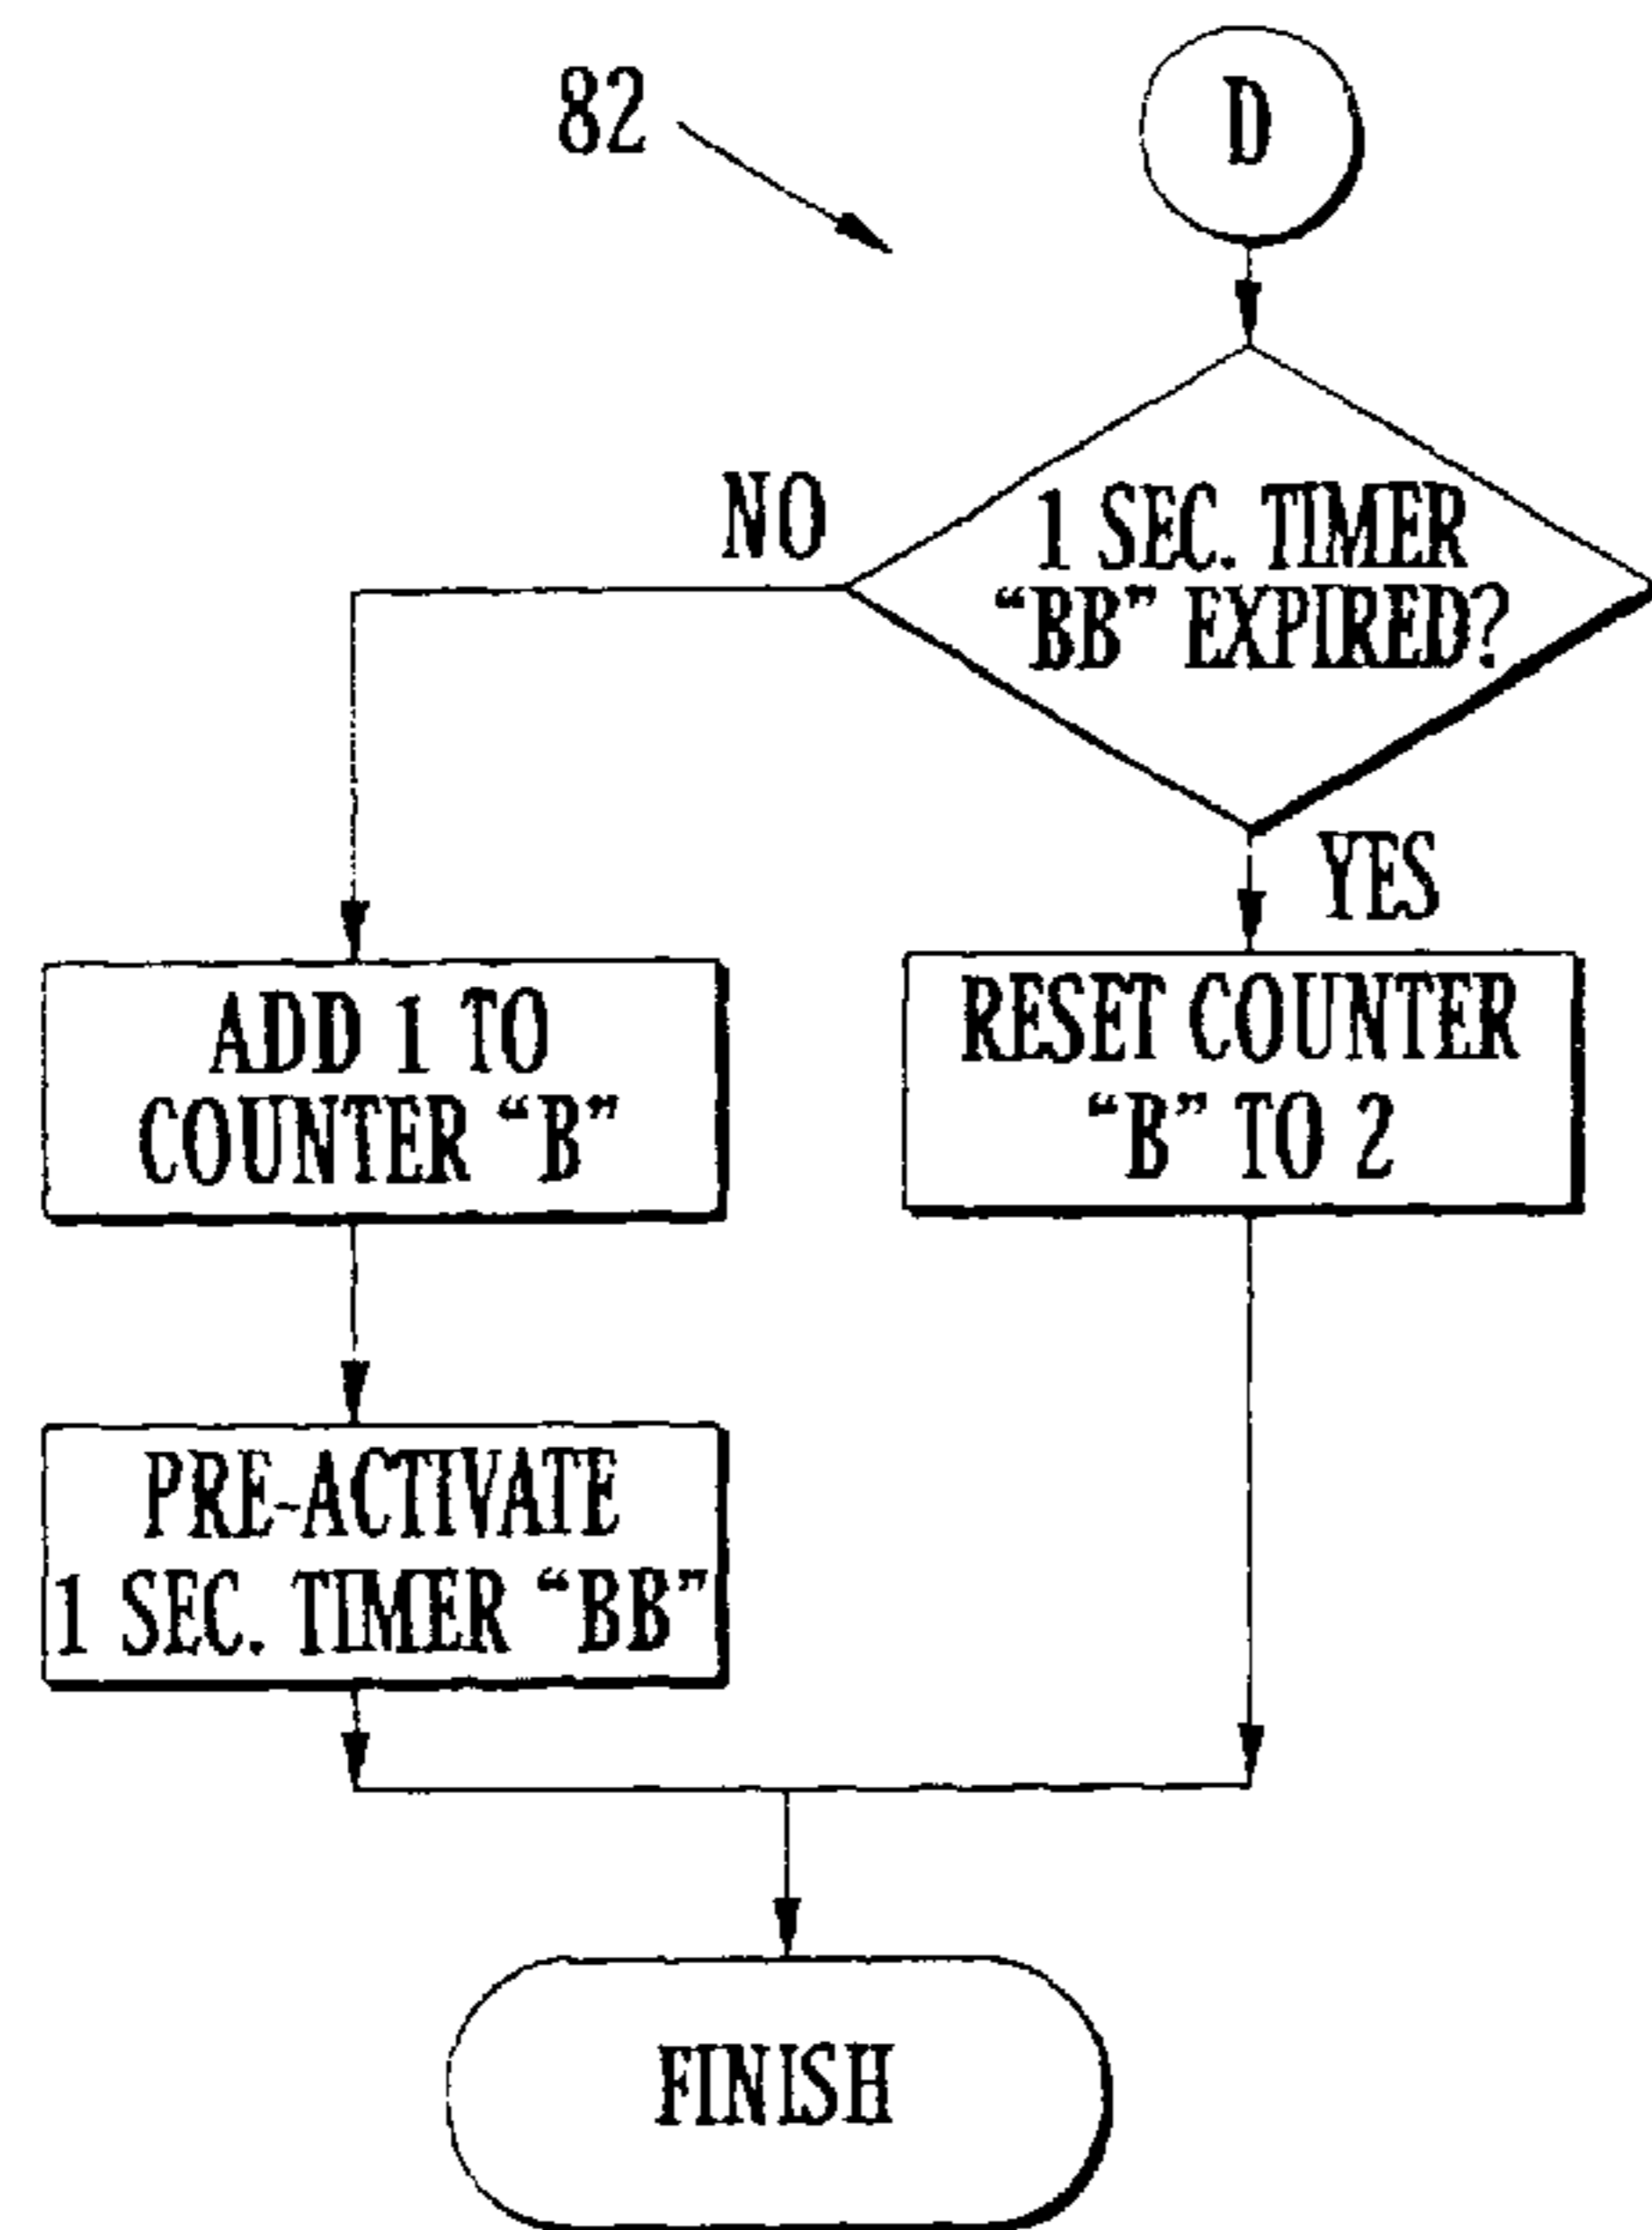 82
D
NO
1 SEC. TIMER
“BB” EXPIRED?
YES
ADD 1 TO
COUNTER “B”
RESET COUNTER
“B” TO 2
PRE-ACTIVATE
1 SEC. TIMER “BB”
FINISH